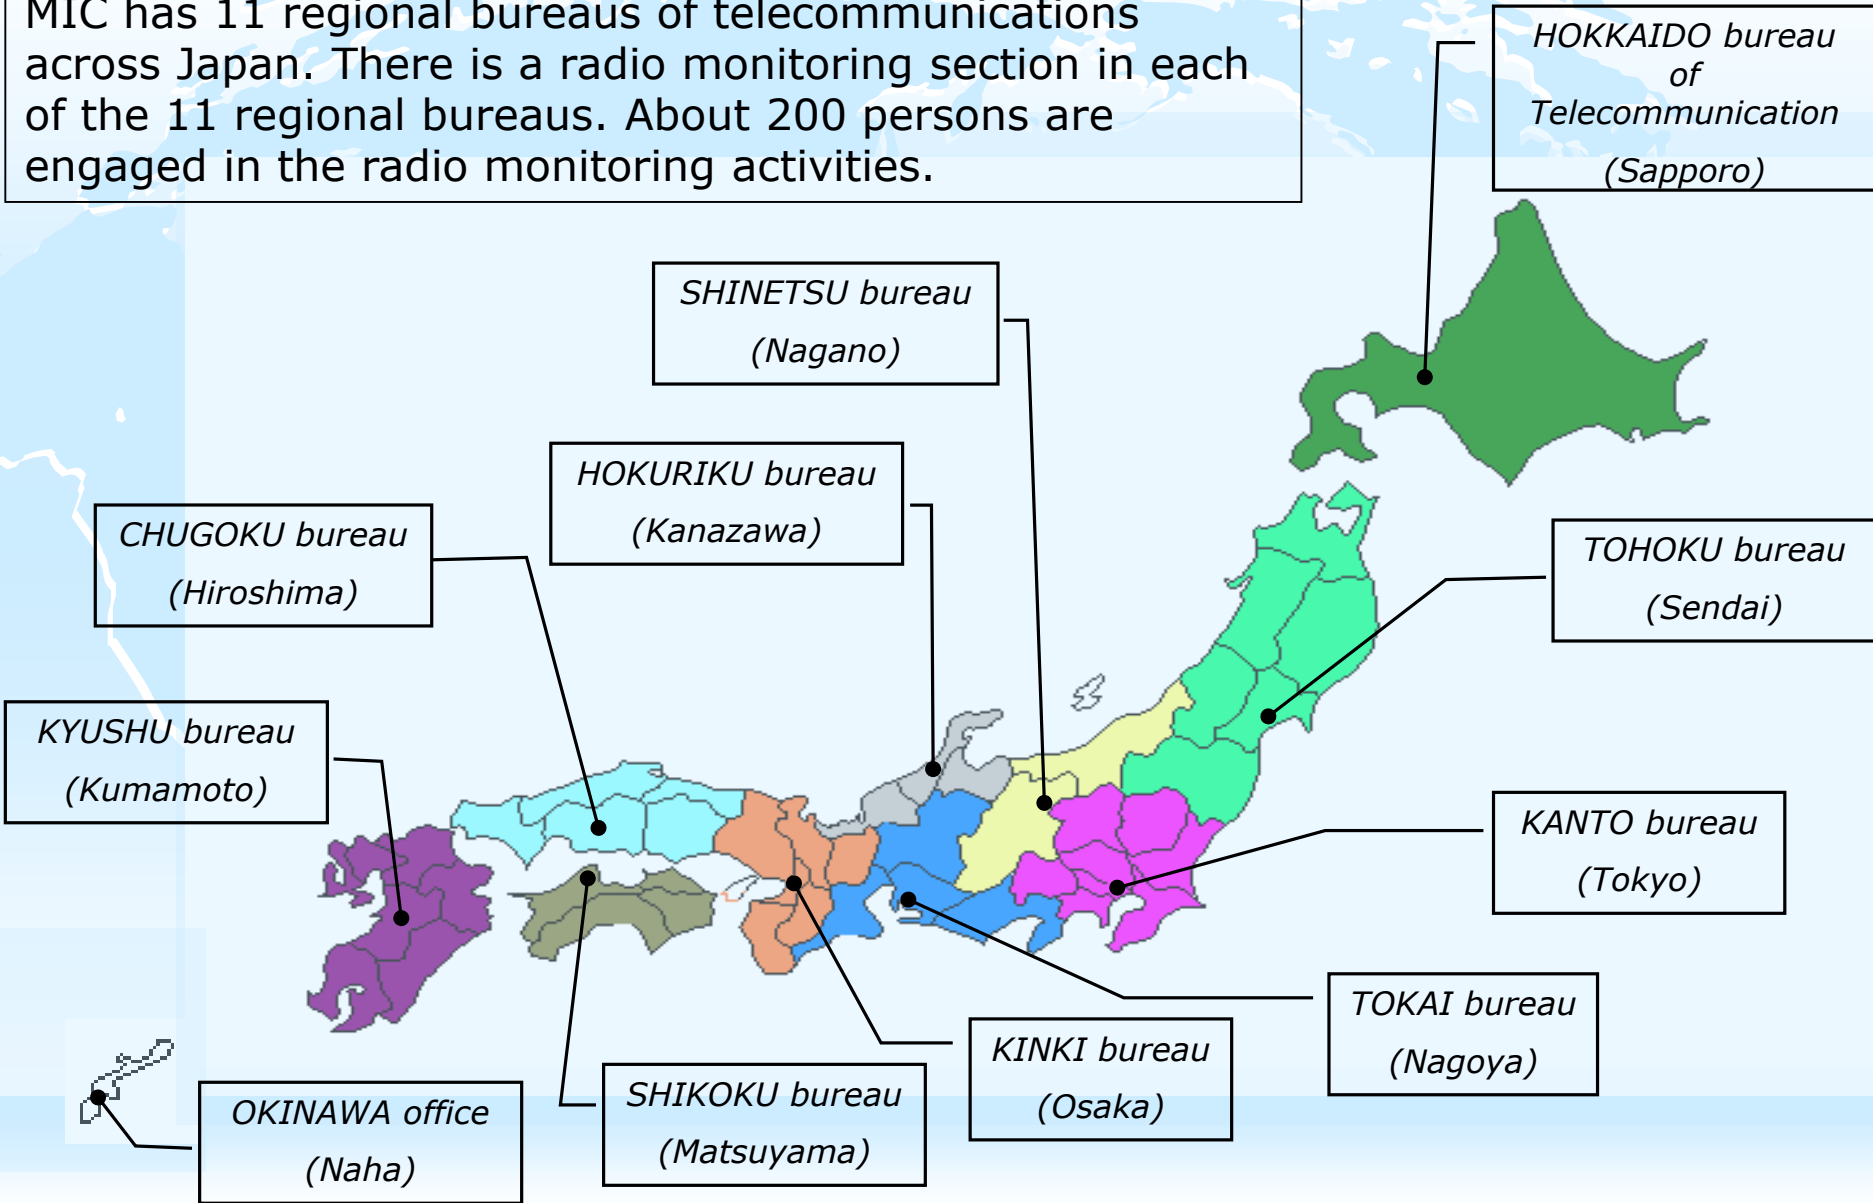 MIC has 11 regional bureaus of telecommunications
across Japan. There is a radio monitoring section in each
of the 11 regional bureaus. About 200 persons are
engaged in the radio monitoring activities.
HOKKAIDO bureau
of
Telecommunication
(Sapporo)
SHINETSU bureau
(Nagano)
HOKURIKU bureau
(Kanazawa)
CHUGOKU bureau
(Hiroshima)
TOHOKU bureau
(Sendai)
KYUSHU bureau
(Kumamoto)
KANTO bureau
(Tokyo)
TOKAI bureau
(Nagoya)
KINKI bureau
(Osaka)
SHIKOKU bureau
(Matsuyama)
OKINAWA office
(Naha)